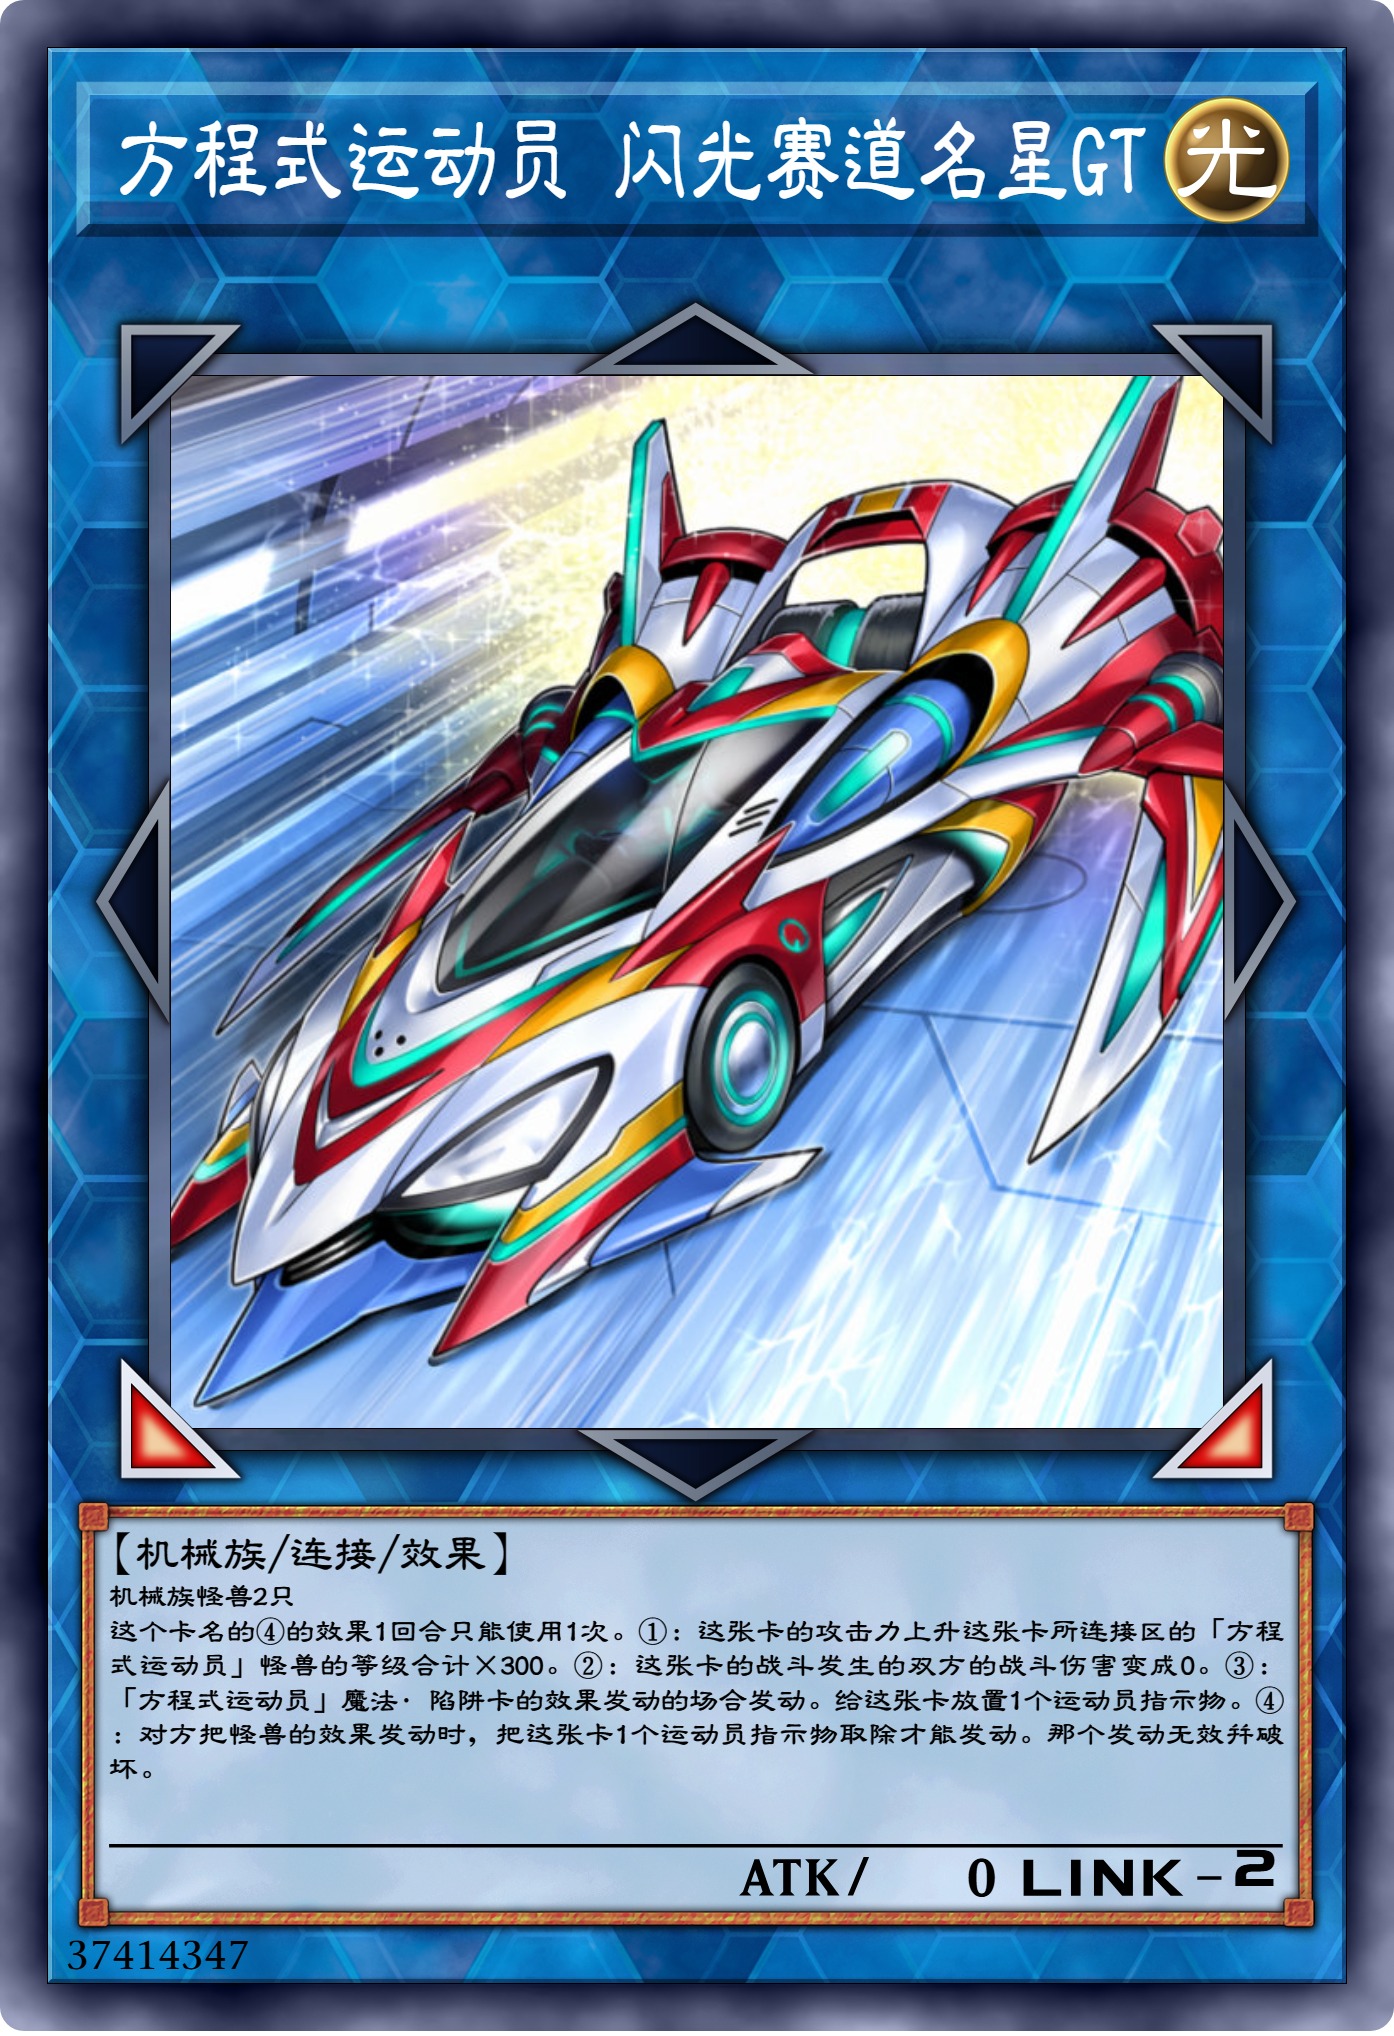 方程式运动员 闪光赛道名星GT 光
【机械族/连接/效果】
机械族怪兽2只
这个卡名的④的效果1回合只能使用1次。①：这张卡的攻击力上升这张卡所连接区的「方程
式运动员」怪兽的等级合计×300。②：这张卡的战斗发生的双方的战斗伤害变成0。③：
「方程式运动员」魔法·陷阱卡的效果发动的场合发动。给这张卡放置1个运动员指示物。④
：对方把怪兽的效果发动时，把这张卡1个运动员指示物取除才能发动。那个发动无效并破
坏。
ATK/ 0 LINK-2
37414347